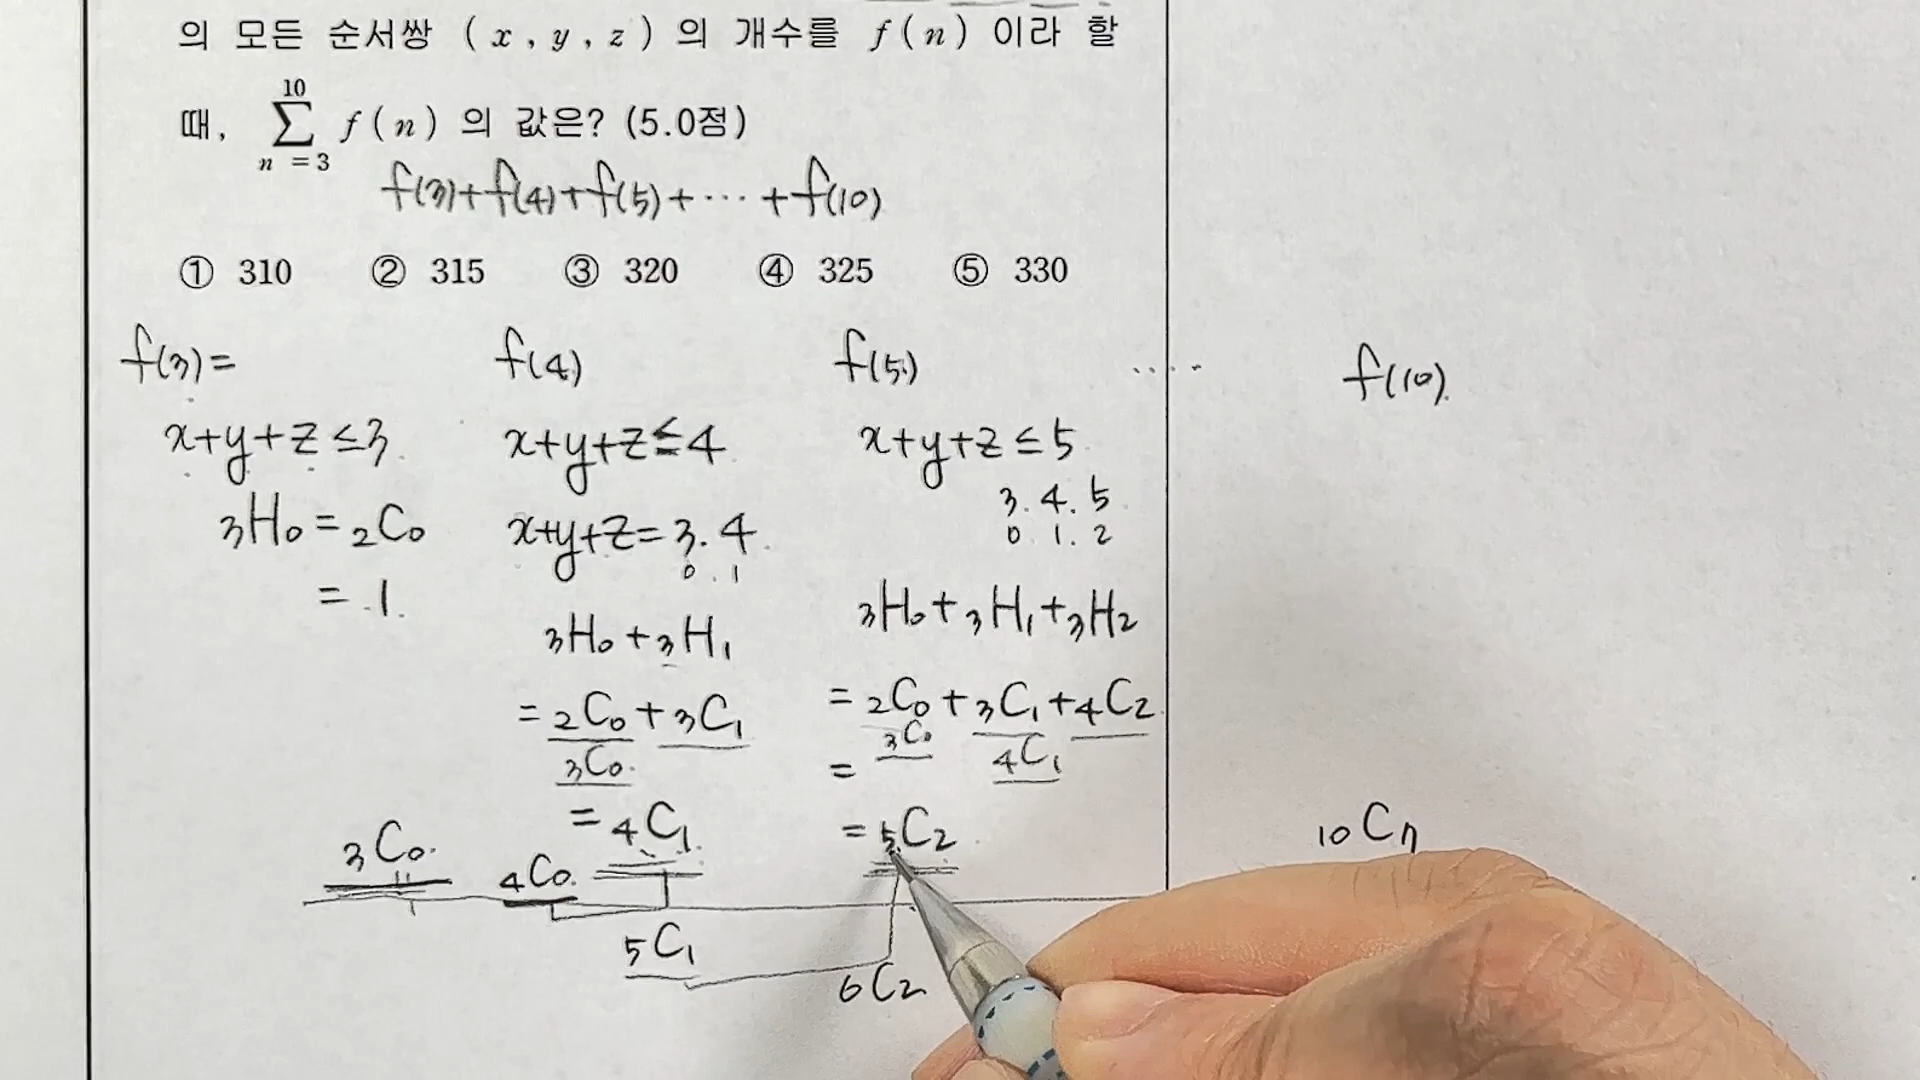 의 모든 순서쌍 ( x , y , z ) 의 개수를 f ( n ) 이라 할
때, \sum_{n=3}^{10} f ( n ) 의 값은? (5.0점)
f(3)+f(4)+f(5)+ ⋯ +f(10)
① 310 ② 315 ③ 320 ④ 325 ⑤ 330
f(3)= f(4) f(5) ···· f(10).
x+y+z≤3 x+y+z≤4 x+y+z≤5
3. 4. 5
0. 1. 2
₃H₀ = ₂C₀ x+y+z=3. 4.
0. 1
= 1. ₃H₀+₃H₁ ₃H₀+₃H₁+₃H₂
= ₂C₀+₃C₁ = ₂C₀+₃C₁+₄C₂
₃C₀. = ₃C₀ ₄C₁
₃C₀. ₄C₀. = ₄C₁ = ₅C₂ ₁₀C₇
₅C₁ ₆C₂